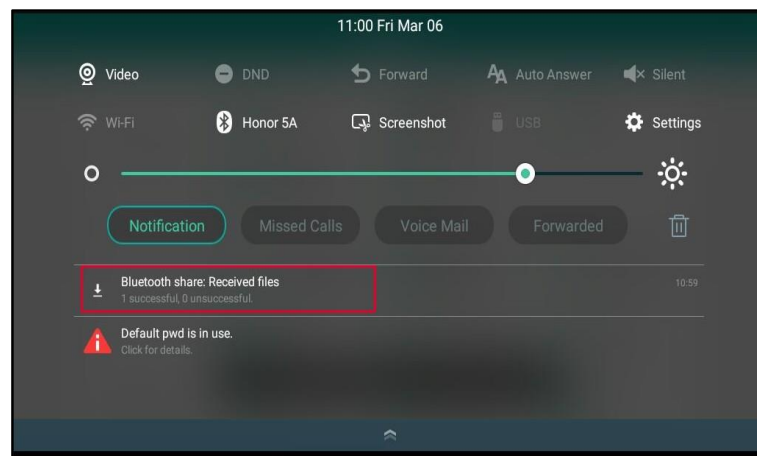 11:00 Fri Mar 06
Video DND Forward AA Auto Answer Silent
Wi-Fi Honor 5A Screenshot USB Settings
Notification Missed Calls Voice Mail Forwarded
Bluetooth share: Received files 10:59
1 successful, 0 unsuccessful.
Default pwd is in use.
Click for details.